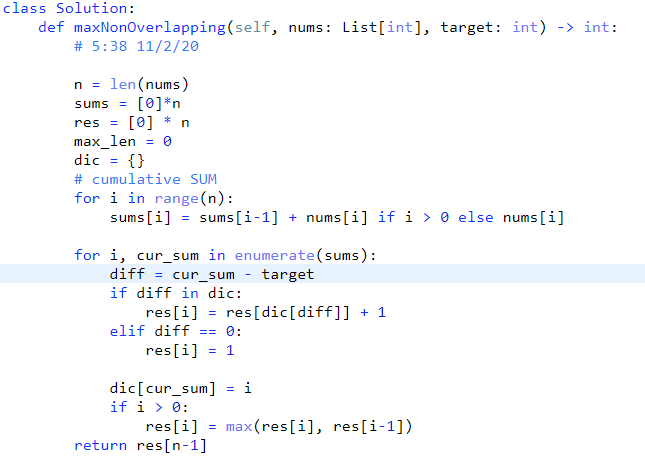 class Solution:
    def maxNonOverlapping(self, nums: List[int], target: int) -> int:
        # 5:38 11/2/20

        n = len(nums)
        sums = [0]*n
        res = [0] * n
        max_len = 0
        dic = {}
        # cumulative SUM
        for i in range(n):
            sums[i] = sums[i-1] + nums[i] if i > 0 else nums[i]

        for i, cur_sum in enumerate(sums):
            diff = cur_sum - target
            if diff in dic:
                res[i] = res[dic[diff]] + 1
            elif diff == 0:
                res[i] = 1

            dic[cur_sum] = i
            if i > 0:
                res[i] = max(res[i], res[i-1])
        return res[n-1]